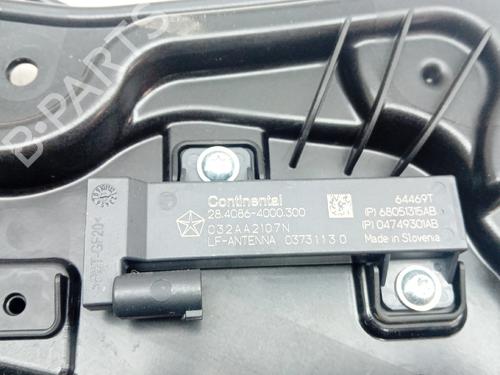 B-PARTS
Continental
28.4086-4000.300
032AA2107N
LF-ANTENNA 0373113 0
64469T
(P) 68051315AB
(P) 04749301AB
Made in Slovenia